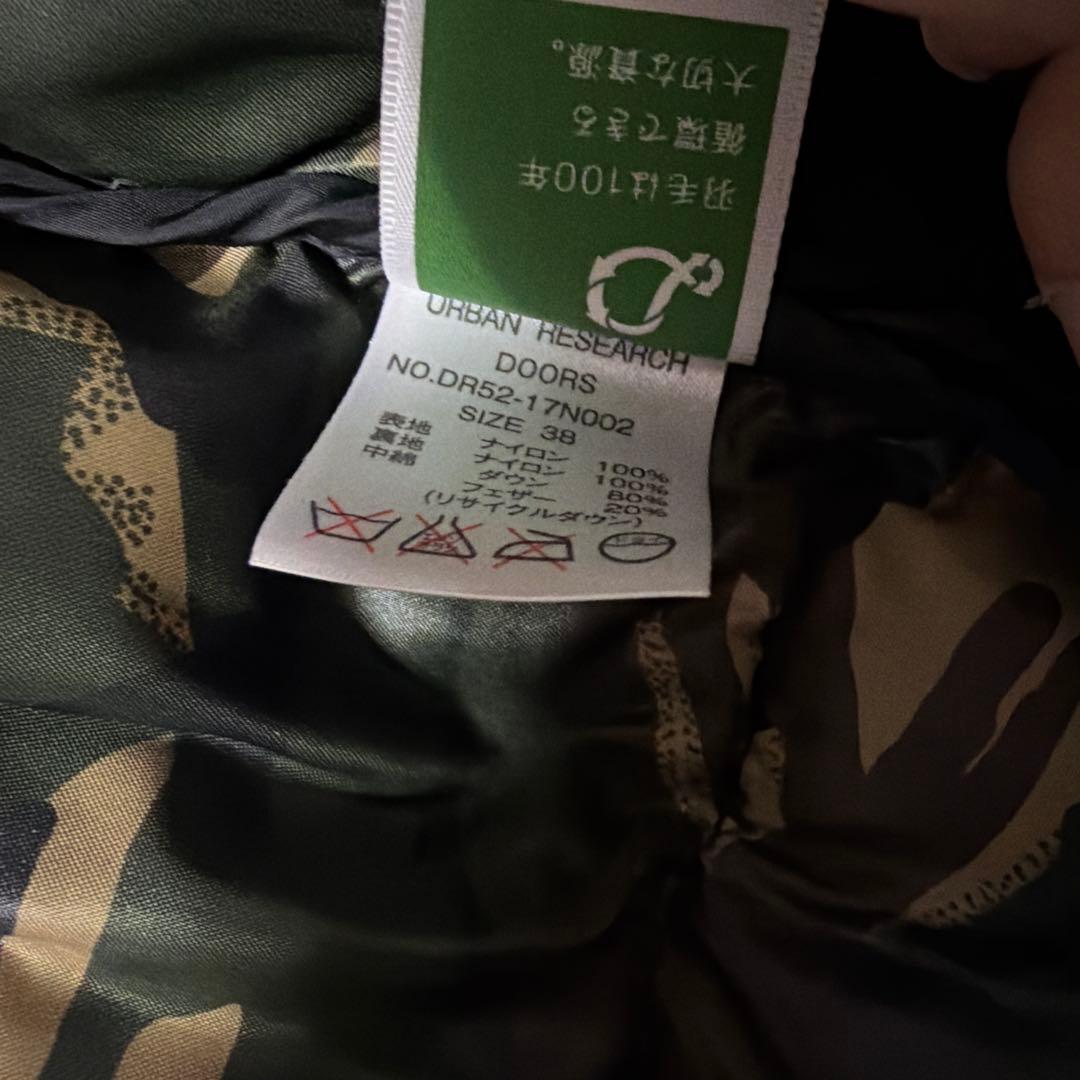 羽毛は100年
循環できる
大切な資源。
URBAN RESEARCH
DOORS
NO.DR52-17N002
SIZE 38
表地 ナイロン 100%
裏地 ナイロン 100%
中綿 ダウン 80%
フェザー 20%
(リサイクルダウン)